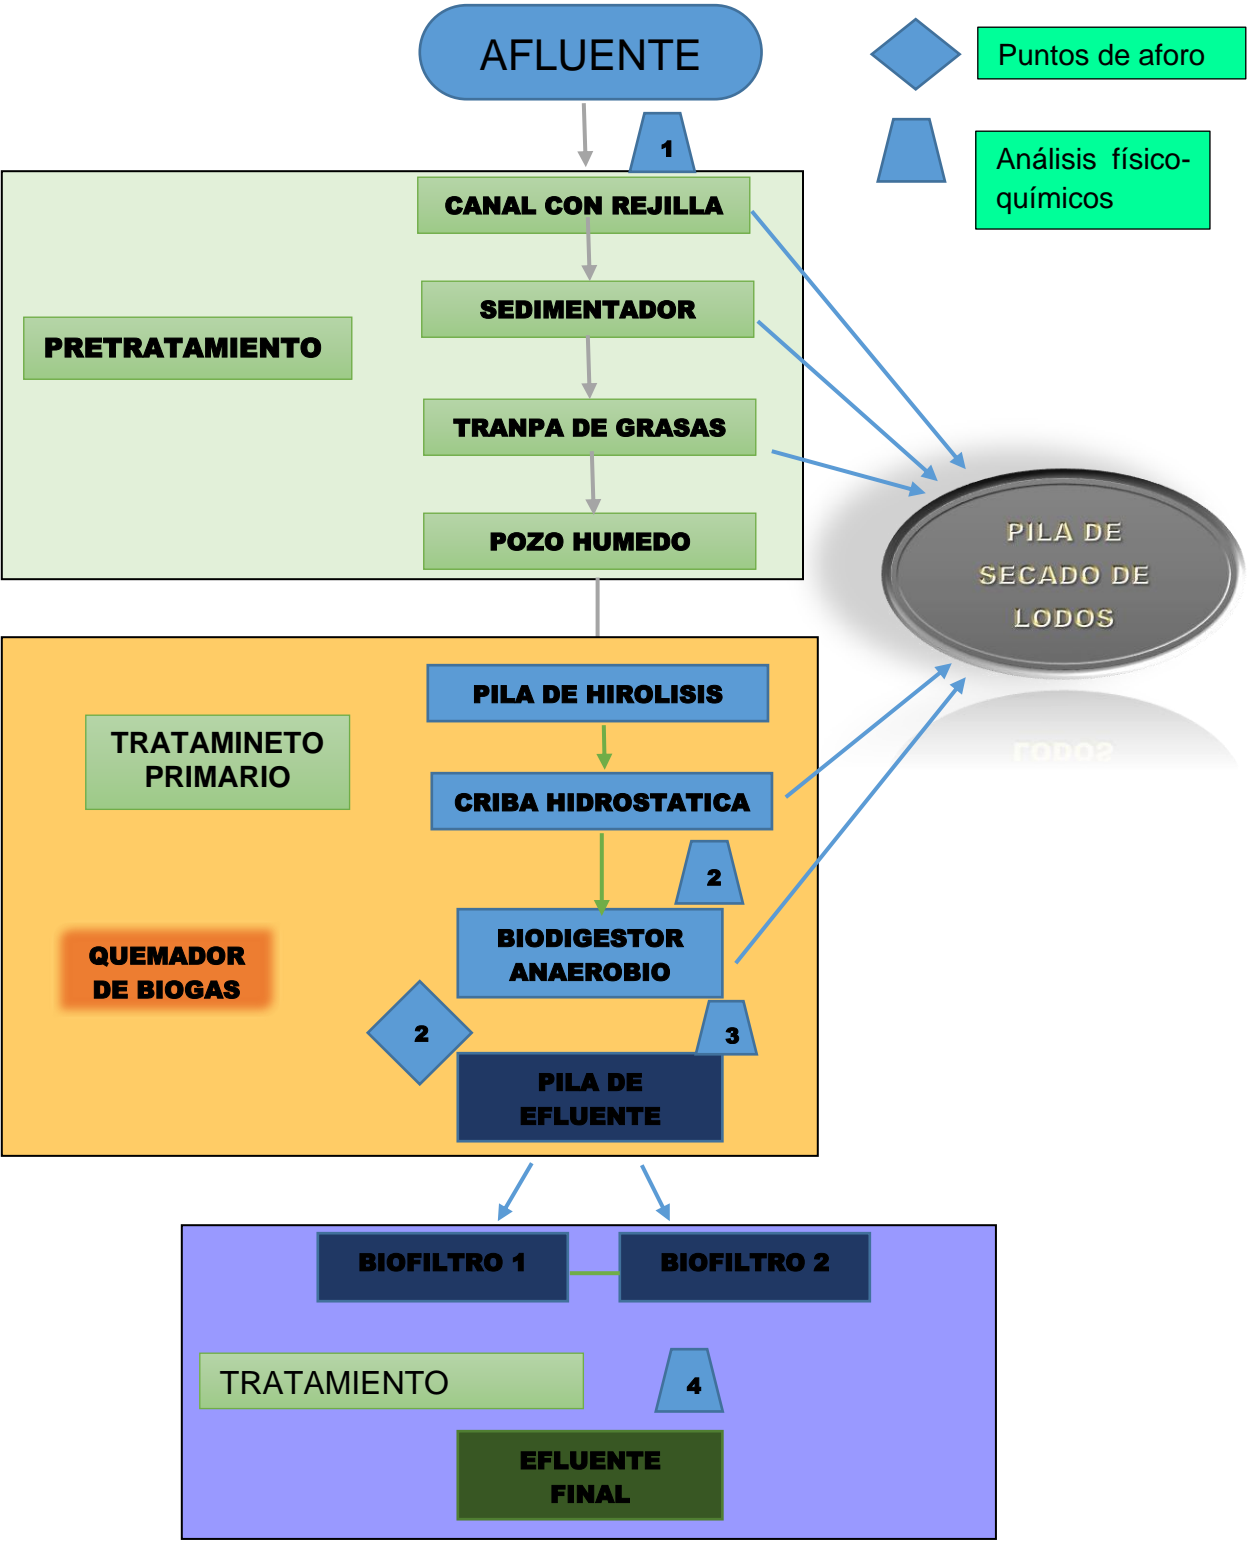 AFLUENTE
Puntos de aforo
Análisis físico-
químicos
1
CANAL CON REJILLA
SEDIMENTADOR
PRETRATAMIENTO
TRANPA DE GRASAS
POZO HUMEDO
PILA DE
SECADO DE
LODOS
PILA DE HIROLISIS
TRATAMINETO
PRIMARIO
CRIBA HIDROSTATICA
2
BIODIGESTOR
ANAEROBIO
QUEMADOR
DE BIOGAS
2
3
PILA DE
EFLUENTE
BIOFILTRO 1
BIOFILTRO 2
TRATAMIENTO
4
EFLUENTE
FINAL